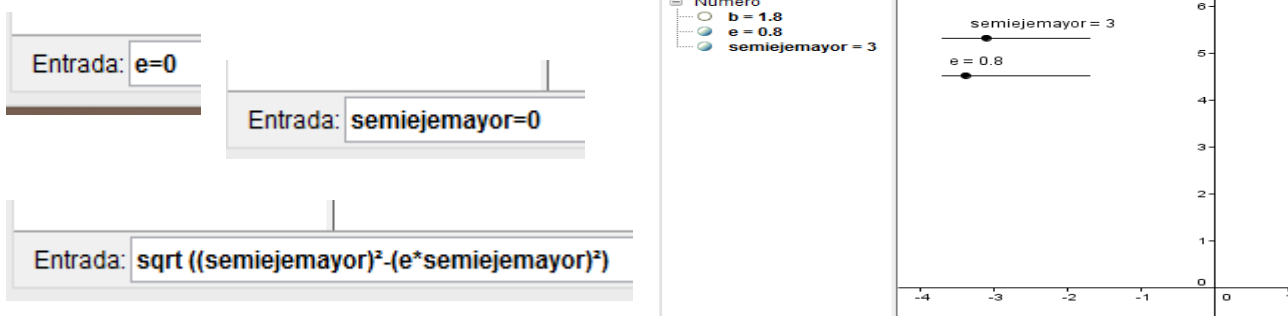 Entrada: e=0
Entrada: semiejemayor=0
Entrada: sqrt ((semiejemayor)²-(e*semiejemayor)²)
Número
b = 1.8
e = 0.8
semiejemayor = 3
semiejemayor = 3
e = 0.8
6
5
4
3
2
1
0
-4 -3 -2 -1 0